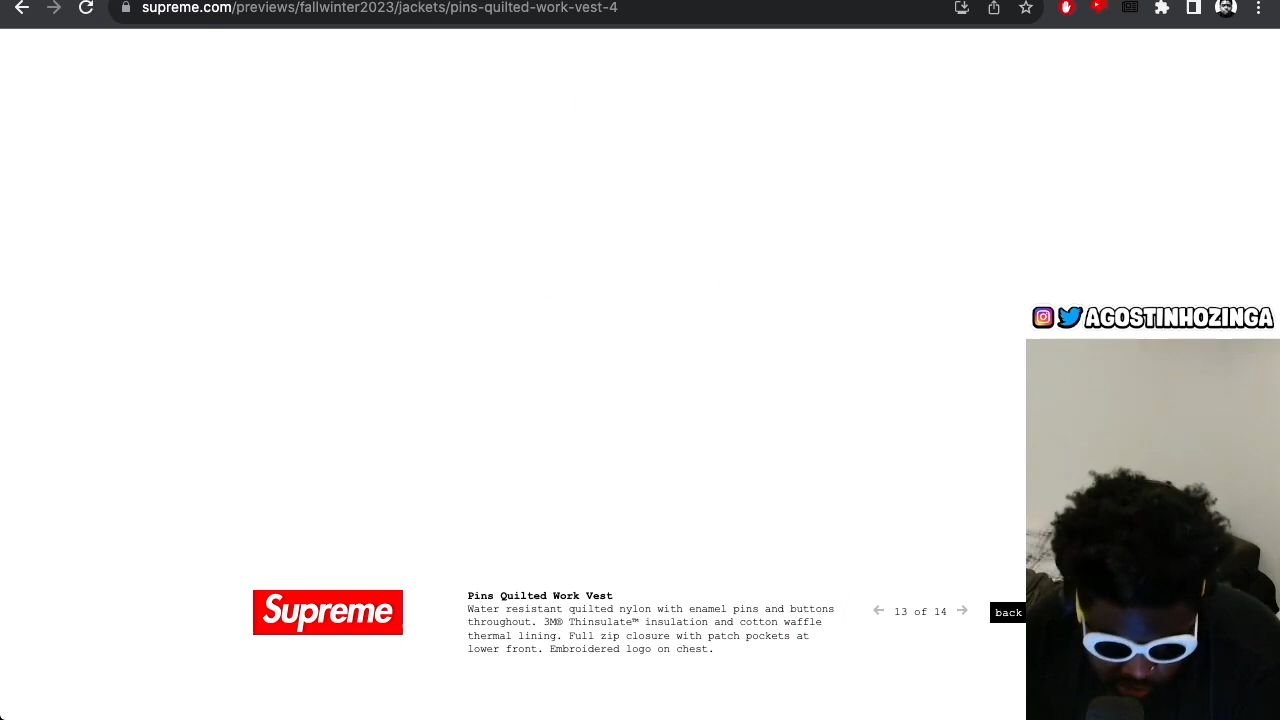 supreme.com/previews/fallwinter2023/jackets/pins-quilted-work-vest-4
AGOSTINHOZINGA
Supreme
Pins Quilted Work Vest
Water resistant quilted nylon with enamel pins and buttons
throughout. 3M® Thinsulate™ insulation and cotton waffle
thermal lining. Full zip closure with patch pockets at
lower front. Embroidered logo on chest.
13 of 14
back